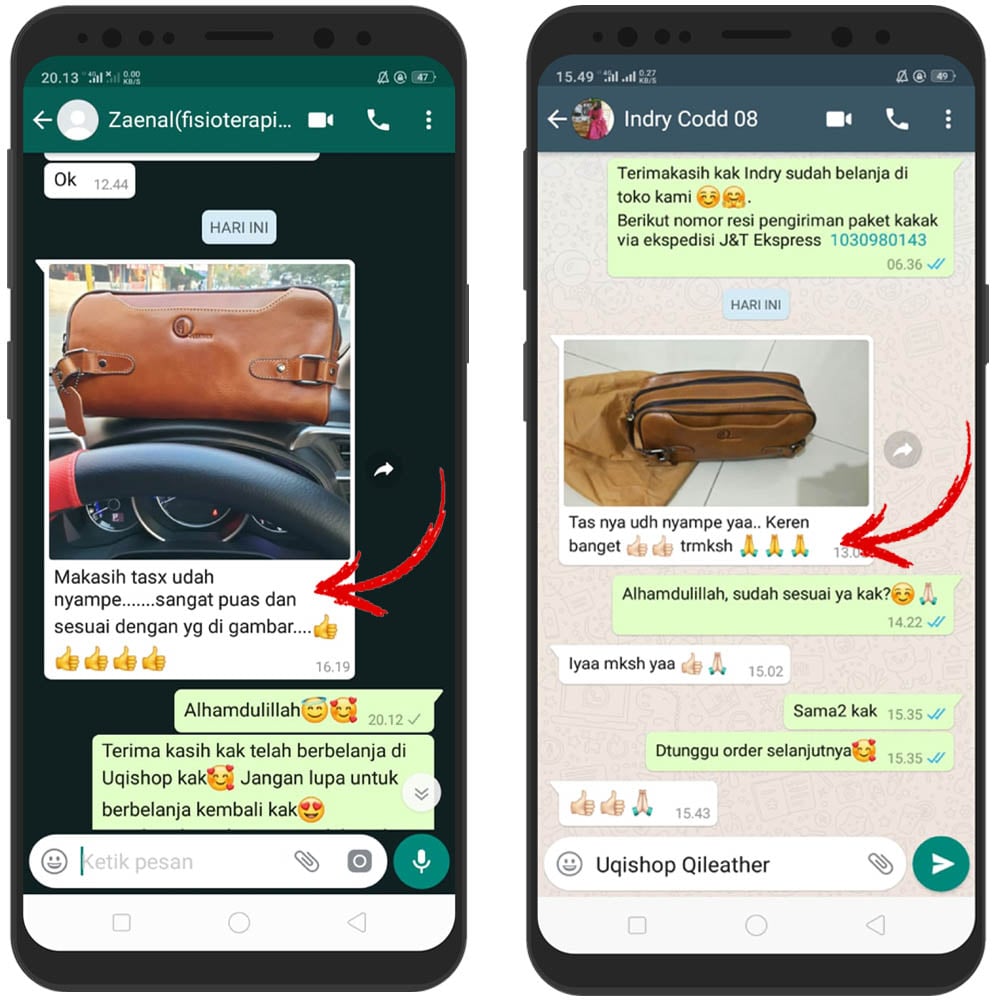 20.13 4G 0.00 KB/S 47
Zaenal(fisioterapi...
Ok 12.44
HARI INI
Makasih tasx udah
nyampe.......sangat puas dan
sesuai dengan yg di gambar....👍
👍👍👍👍 16.19
Alhamdulillah😇🥰 20.12
Terima kasih kak telah berbelanja di
Uqishop kak🥰 Jangan lupa untuk
berbelanja kembali kak😍
Ketik pesan
15.49 4G 0.27 KB/S 49
Indry Codd 08
Terimakasih kak Indry sudah belanja di
toko kami ☺️🤗.
Berikut nomor resi pengiriman paket kakak
via ekspedisi J&T Ekspress 1030980143
06.36
HARI INI
Tas nya udh nyampe yaa.. Keren
banget 👍🏻👍🏻 trmksh 🙏🙏🙏
Alhamdulillah, sudah sesuai ya kak?☺️🙏🏻
14.22
Iyaa mksh yaa 👍🏻🙏🏻 15.02
Sama2 kak 15.35
Dtunggu order selanjutnya🥰 15.35
👍🏻👍🏻🙏🏻 15.43
Uqishop Qileather